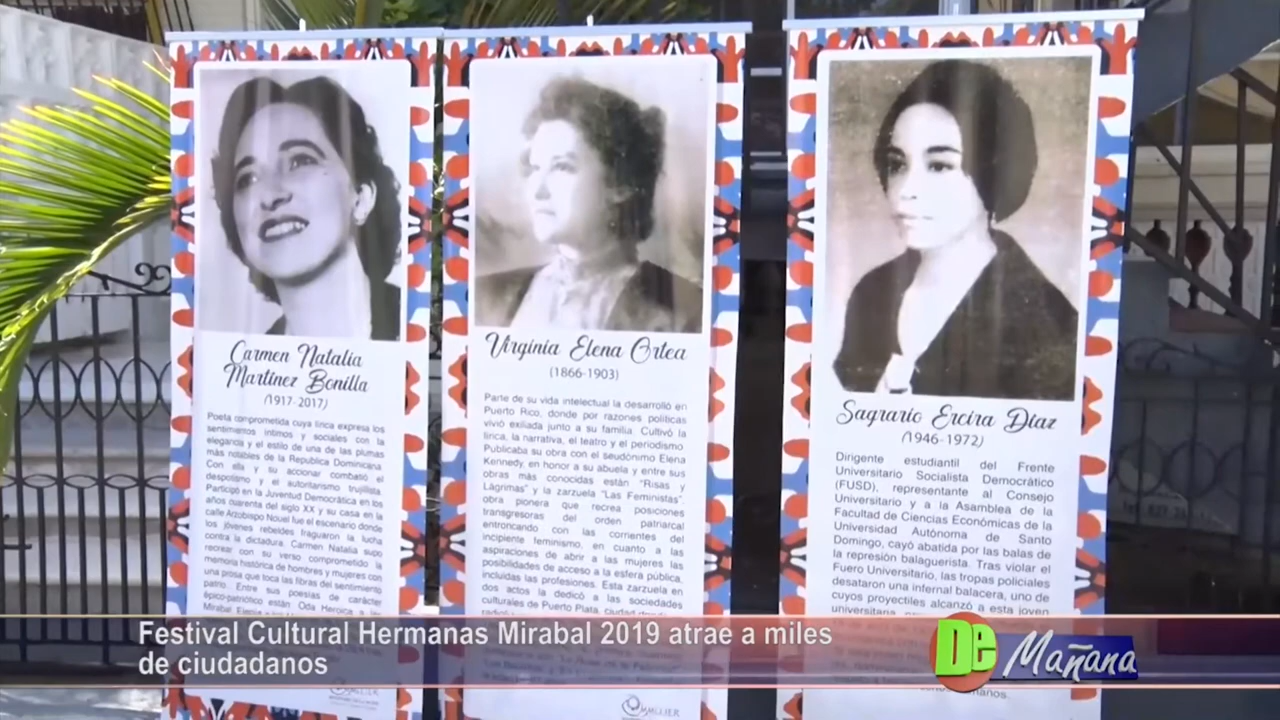 Carmen Natalia
Martínez Bonilla
(1917-2017)
Poeta comprometida cuya lírica expresa los
sentimientos íntimos y sociales con la
elegancia y el estilo de una de las plumas
más notables de la Republica Dominicana
Con ella y su accionar combatió el
despotismo y el autoritarismo trujillista
Participó en la Juventud Democrática en los
años cuarenta del siglo XX y su casa en la
calle Arzobispo Nouel fue el escenario donde
los jóvenes rebeldes fraguaron la lucha
contra la dictadura. Carmen Natalia supo
recrear con su verso comprometido la
memoria histórica de hombres y mujeres con
una prosa que toca las fibras del sentimiento
patrio. Entre sus poesías de carácter
épico-patriótico están Oda Heroica a las
Mirabal
Virginia Elena Ortea
(1866-1903)
Parte de su vida intelectual la desarrolló en
Puerto Rico, donde por razones políticas
vivió exiliada junto a su familia. Cultivó la
lírica, la narrativa, el teatro y el periodismo
Publicaba su obra con el seudónimo Elena
Kennedy, en honor a su abuela y entre sus
obras más conocidas están "Risas y
Lágrimas" y la zarzuela "Las Feministas".
obra pionera que recrea posiciones
transgresoras del orden patriarcal
entroncando con las corrientes del
incipiente feminismo, en cuanto a las
aspiraciones de abrir a las mujeres las
posibilidades de acceso a la esfera pública,
incluidas las profesiones. Esta zarzuela en
dos actos la dedicó a las sociedades
culturales de Puerto Plata, ciudad donde
Sagrario Ercira Díaz
(1946-1972)
Dirigente estudiantil del Frente
Universitario Socialista Democrático
(FUSD), representante al Consejo
Universitario y a la Asamblea de la
Facultad de Ciencias Económicas de la
Universidad Autónoma de Santo
Domingo, cayó abatida por las balas de
la represión balaguerista. Tras violar el
Fuero Universitario, las tropas policiales
desataron una infernal balacera, uno de
cuyos proyectiles alcanzó a esta joven
universitaria
Festival Cultural Hermanas Mirabal 2019 atrae a miles
de ciudadanos
De Mañana